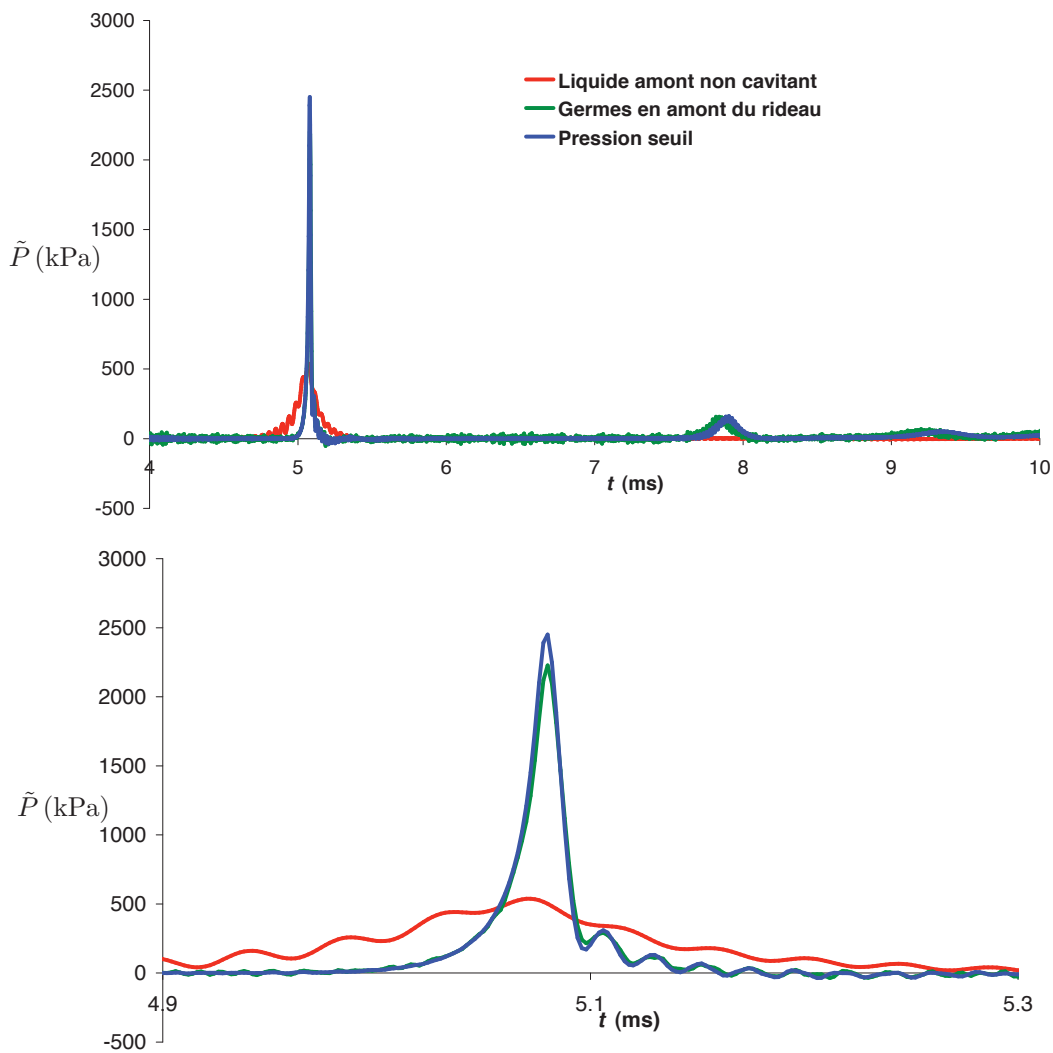 3000
2500
2000
1500
1000
500
0
-500
P̃ (kPa)
Liquide amont non cavitant
Germes en amont du rideau
Pression seuil
4 5 6 7 8 9 10
t (ms)
3000
2500
2000
1500
1000
500
0
-500
P̃ (kPa)
4.9 5.1 5.3
t (ms)